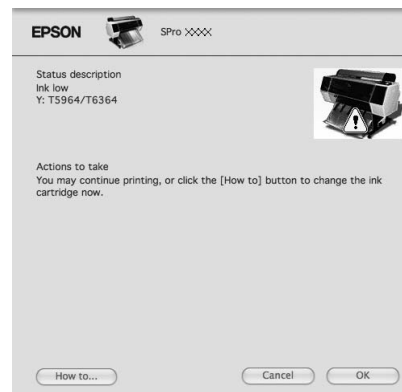 EPSON SPro XXXX
Status description
Ink low
Y: T5964/T6364
Actions to take
You may continue printing, or click the [How to] button to change the ink
cartridge now.
How to... Cancel OK